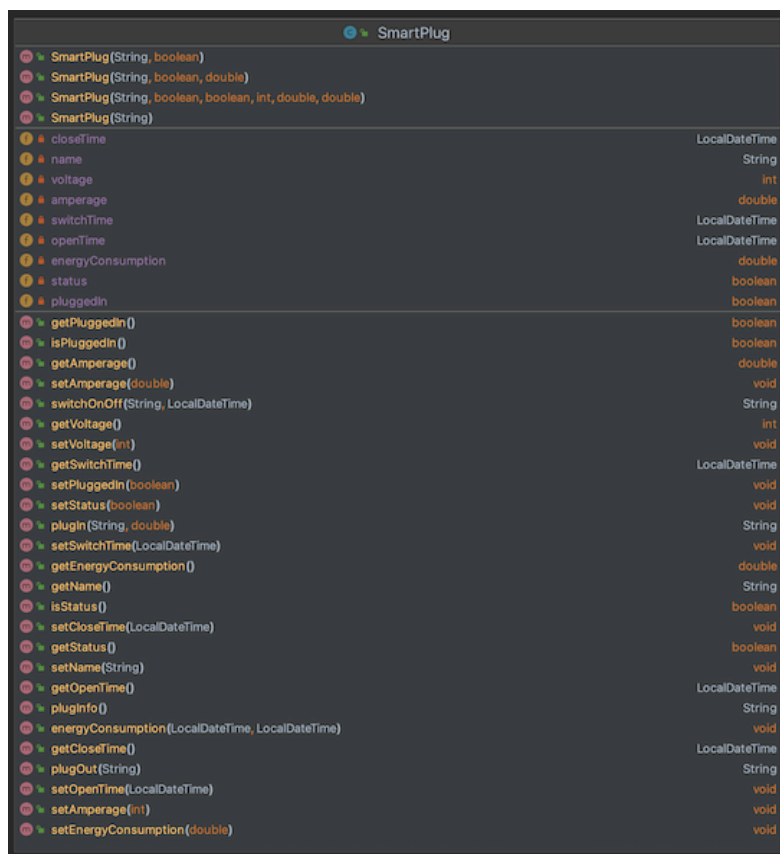 SmartPlug
SmartPlug(String, boolean)
SmartPlug(String, boolean, double)
SmartPlug(String, boolean, boolean, int, double, double)
SmartPlug(String)
closeTime LocalDateTime
name String
voltage int
amperage double
switchTime LocalDateTime
openTime LocalDateTime
energyConsumption double
status boolean
pluggedIn boolean
getPluggedIn() boolean
isPluggedIn() boolean
getAmperage() double
setAmperage(double) void
switchOnOff(String, LocalDateTime) String
getVoltage() int
setVoltage(int) void
getSwitchTime() LocalDateTime
setPluggedIn(boolean) void
setStatus(boolean) void
plugIn(String, double) String
setSwitchTime(LocalDateTime) void
getEnergyConsumption() double
getName() String
isStatus() boolean
setCloseTime(LocalDateTime) void
getStatus() boolean
setName(String) void
getOpenTime() LocalDateTime
plugInfo() String
energyConsumption(LocalDateTime, LocalDateTime) void
getCloseTime() LocalDateTime
plugOut(String) String
setOpenTime(LocalDateTime) void
setAmperage(int) void
setEnergyConsumption(double) void